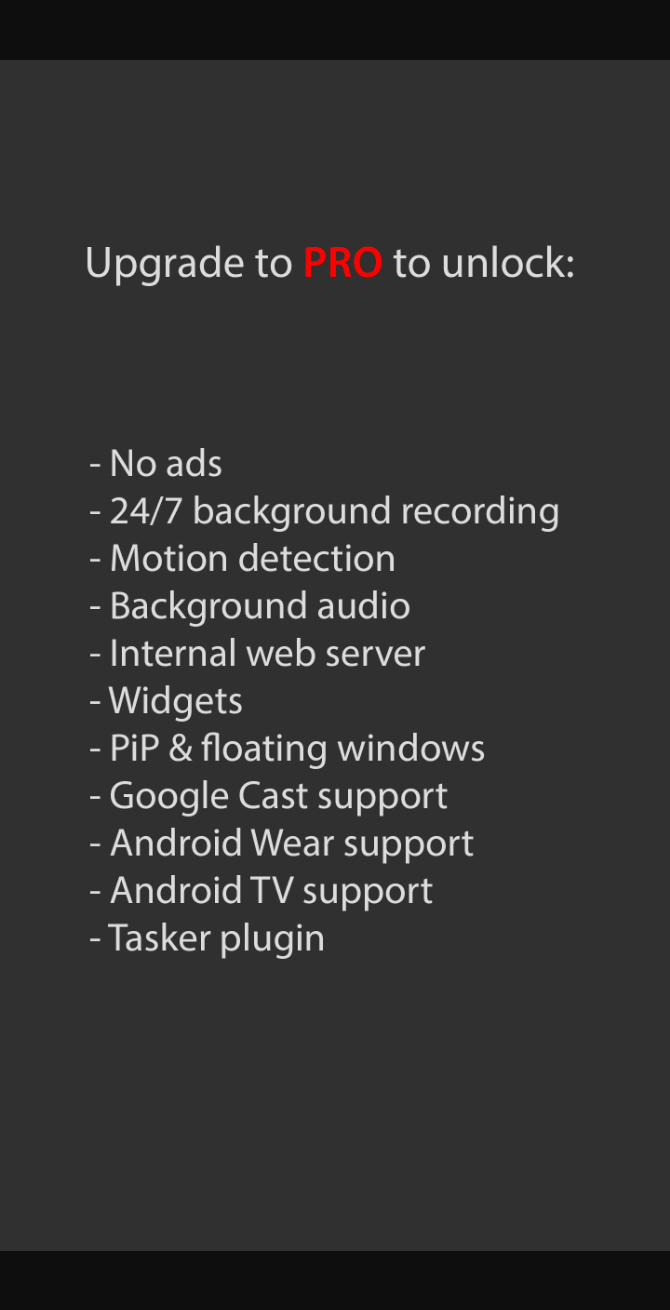 Upgrade to PRO to unlock:
- No ads
- 24/7 background recording
- Motion detection
- Background audio
- Internal web server
- Widgets
- PiP & floating windows
- Google Cast support
- Android Wear support
- Android TV support
- Tasker plugin